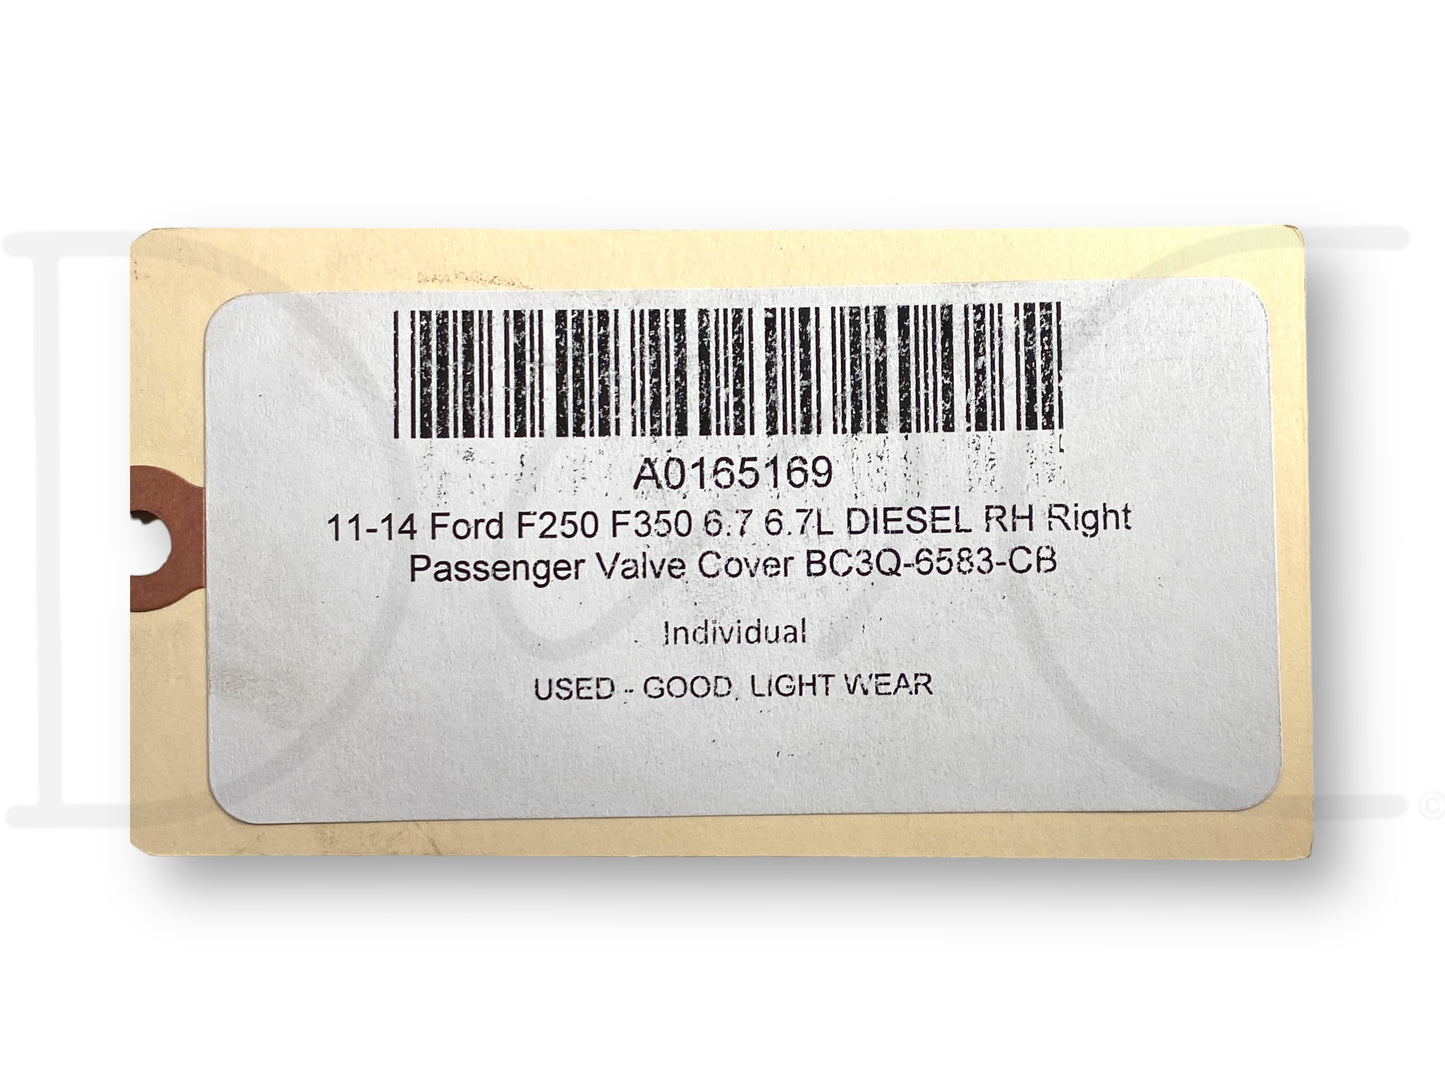 A0165169
11-14 Ford F250 F350 6.7 6.7L DIESEL RH Right
Passenger Valve Cover BC3Q-6583-CB
Individual
USED - GOOD, LIGHT WEAR
©